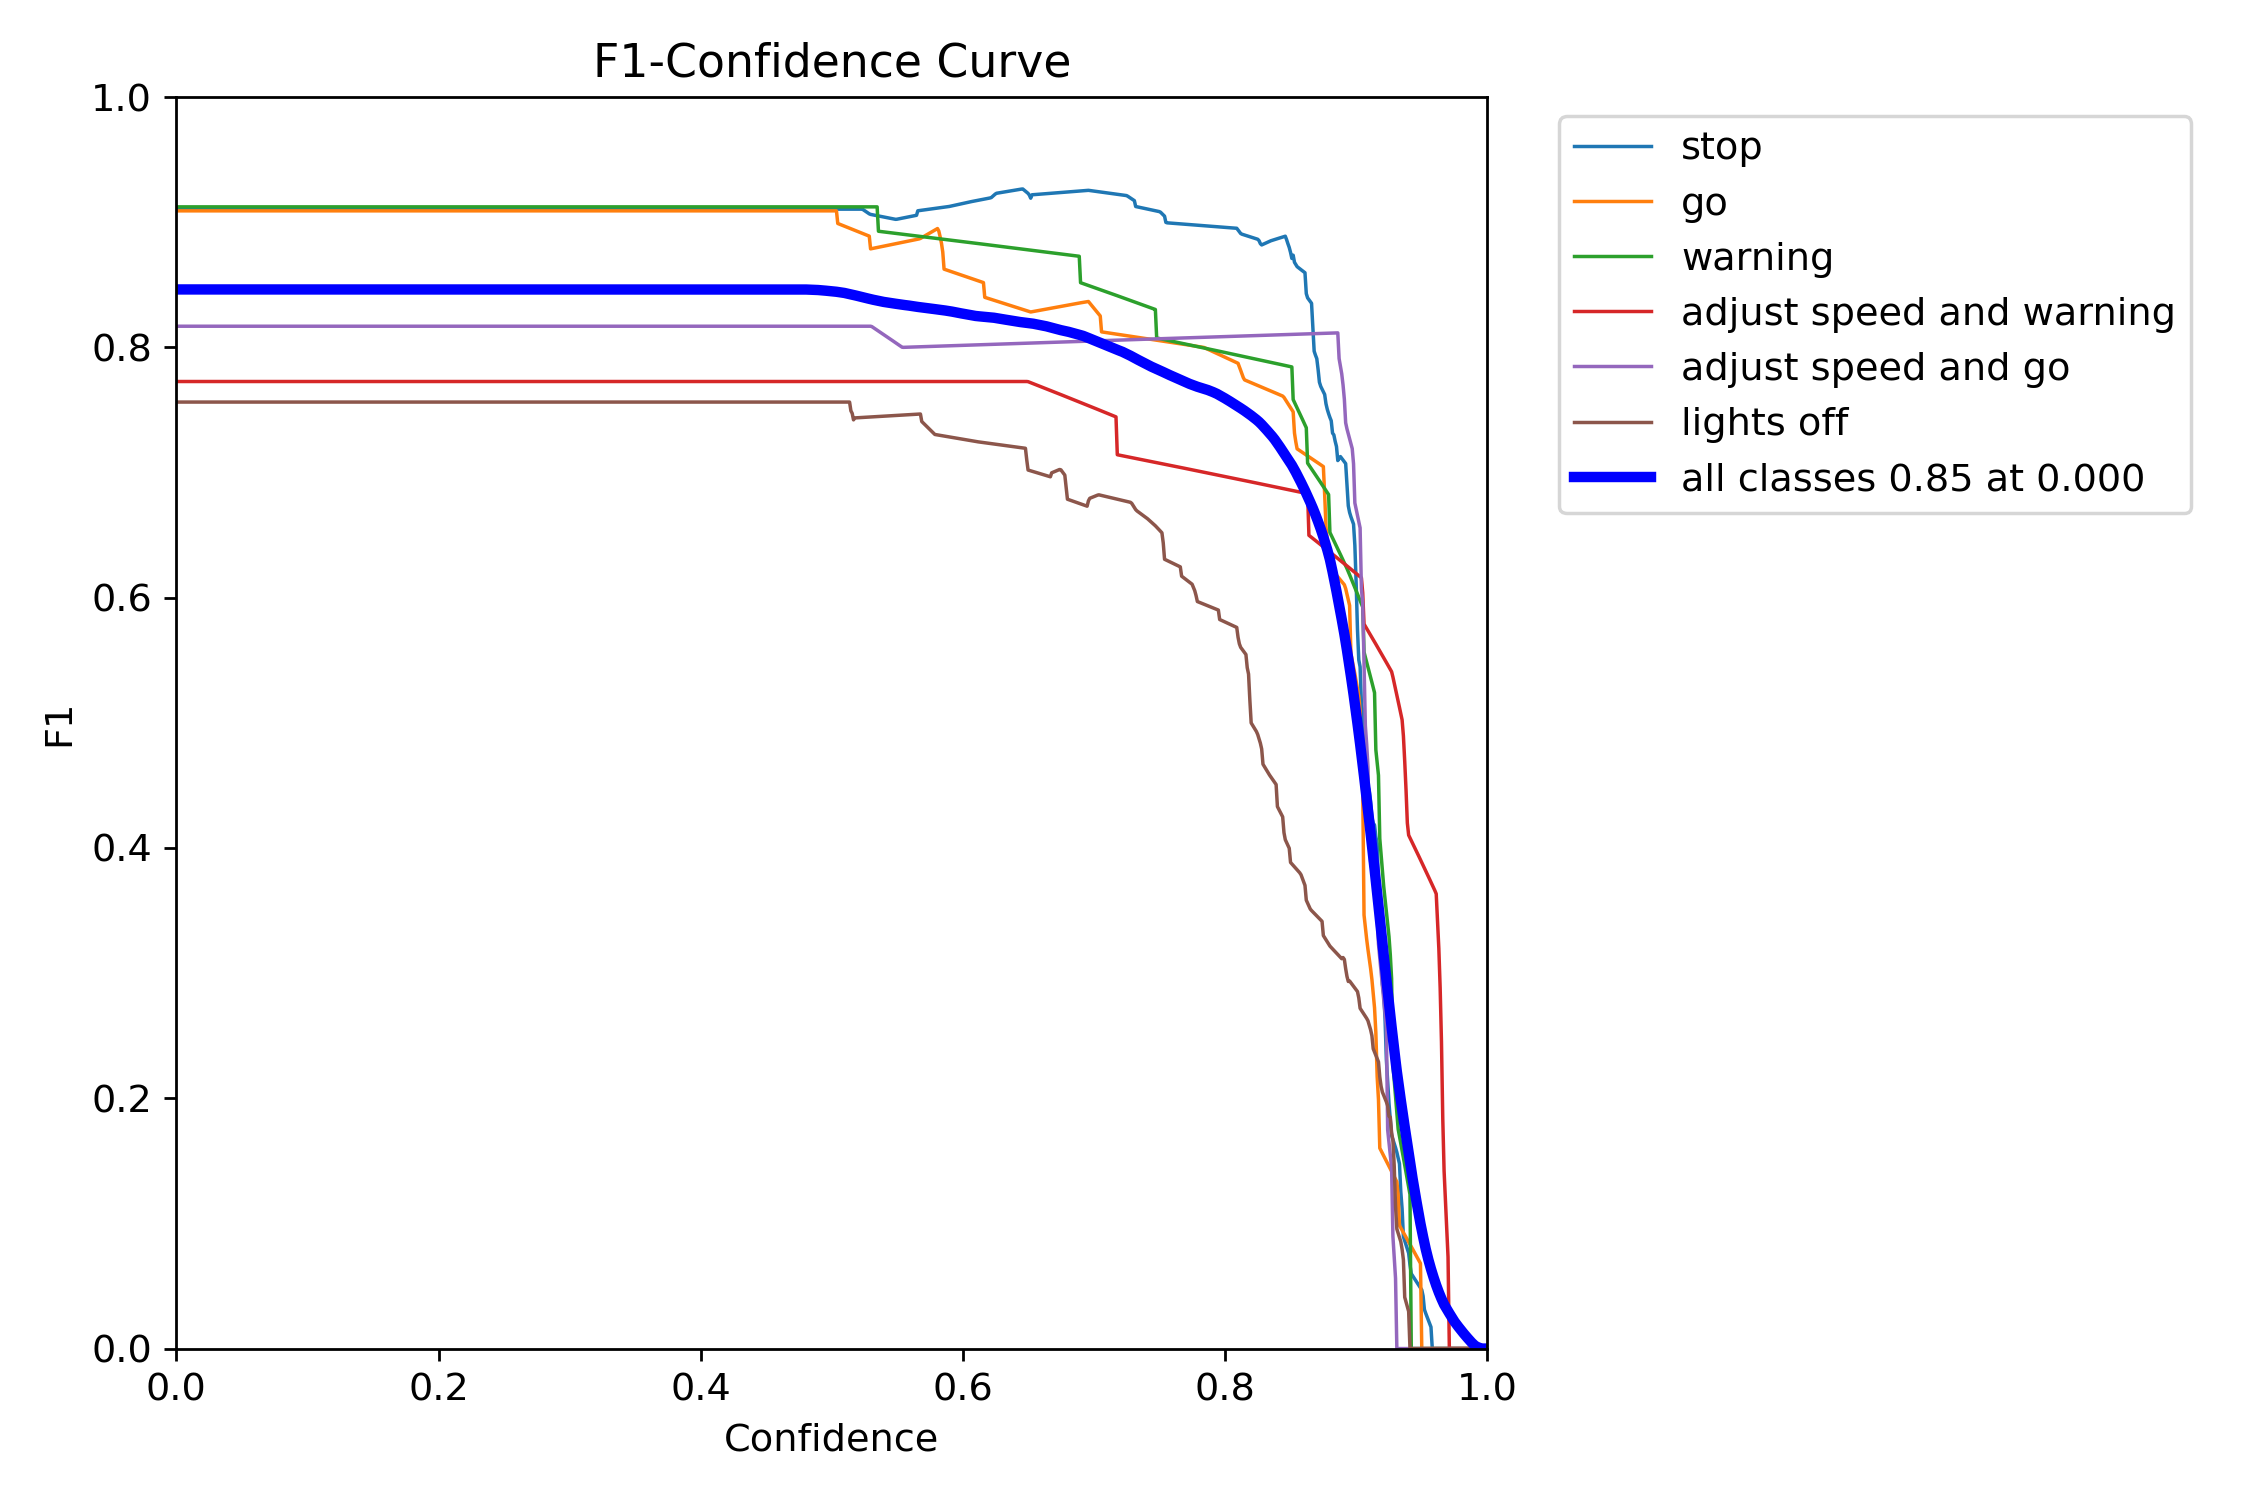 F1-Confidence Curve
1.0
0.8
0.6
0.4
0.2
0.0
F1
0.0 0.2 0.4 0.6 0.8 1.0
Confidence
stop
go
warning
adjust speed and warning
adjust speed and go
lights off
all classes 0.85 at 0.000